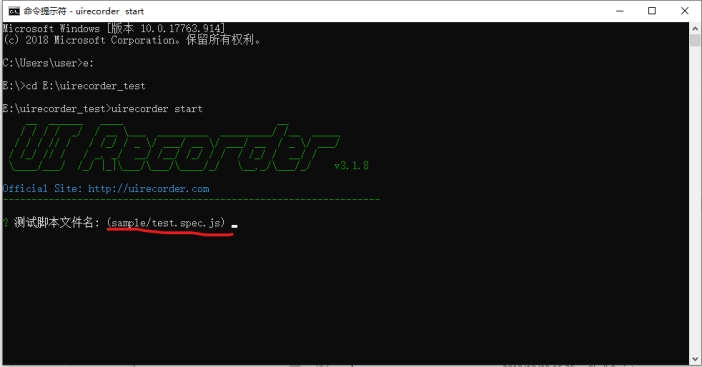 命令提示符 - uirecorder start
Microsoft Windows [版本 10.0.17763.914]
(c) 2018 Microsoft Corporation。保留所有权利。
C:\Users\user>e:
E:\>cd E:\uirecorder_test
E:\uirecorder_test>uirecorder start
UI Recorder
v3.1.8
Official Site: http://uirecorder.com
------------------------------------------------------------------
? 测试脚本文件名: (sample/test.spec.js)